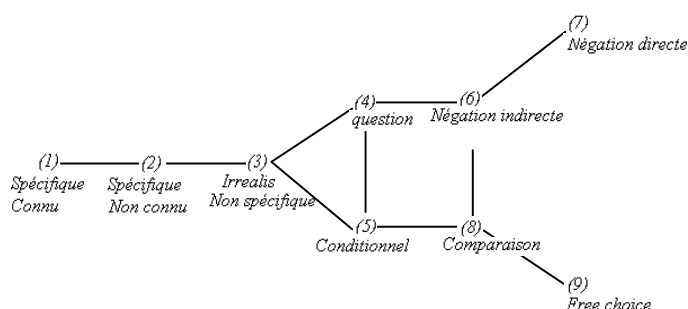 (1)
Spécifique
Connu
(2)
Spécifique
Non connu
(3)
Irrealis
Non spécifique
(4)
question
(5)
Conditionnel
(6)
Négation indirecte
(7)
Négation directe
(8)
Comparaison
(9)
Free choice